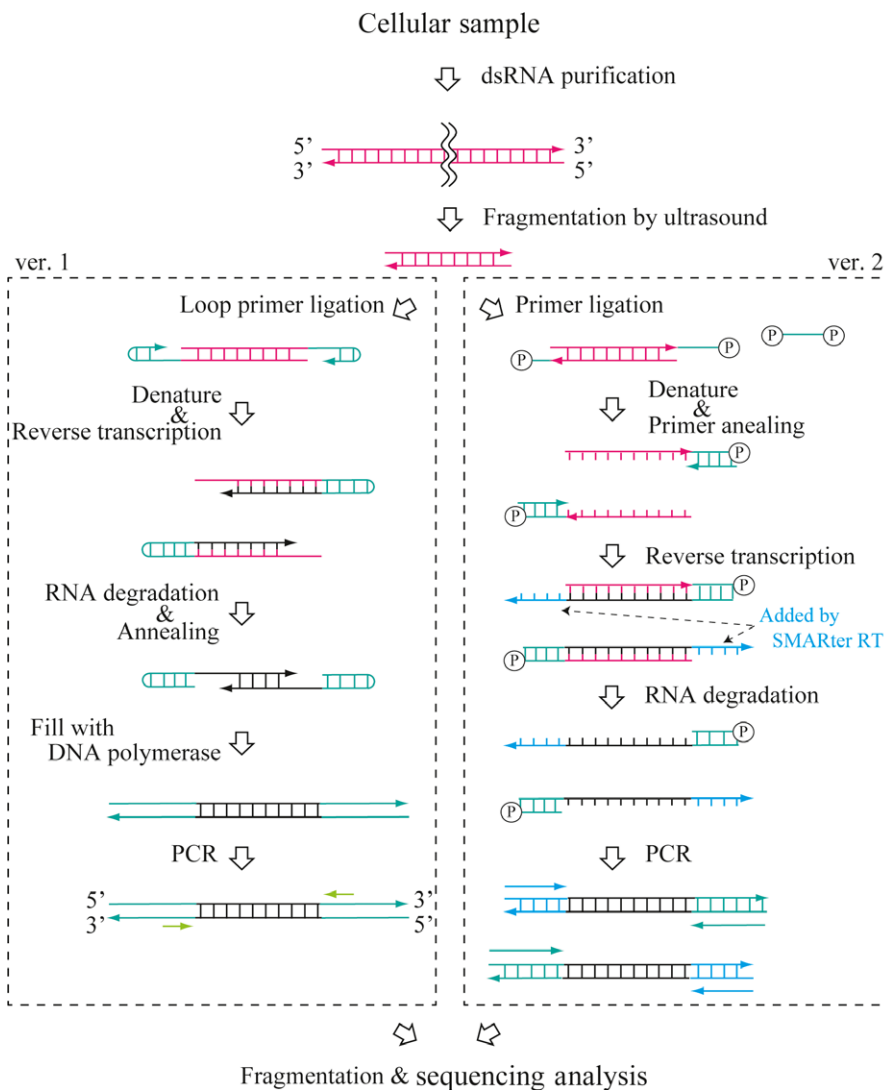 Cellular sample
dsRNA purification
5’ 3’
3’ 5’
Fragmentation by ultrasound
ver. 1
Loop primer ligation
Denature
&
Reverse transcription
RNA degradation
&
Annealing
Fill with
DNA polymerase
PCR
5’ 3’
3’ 5’
ver. 2
Primer ligation
P P
P P
Denature
&
Primer anealing
P
P
Reverse transcription
P
Added by
SMARter RT
P
RNA degradation
P
P
PCR
Fragmentation & sequencing analysis